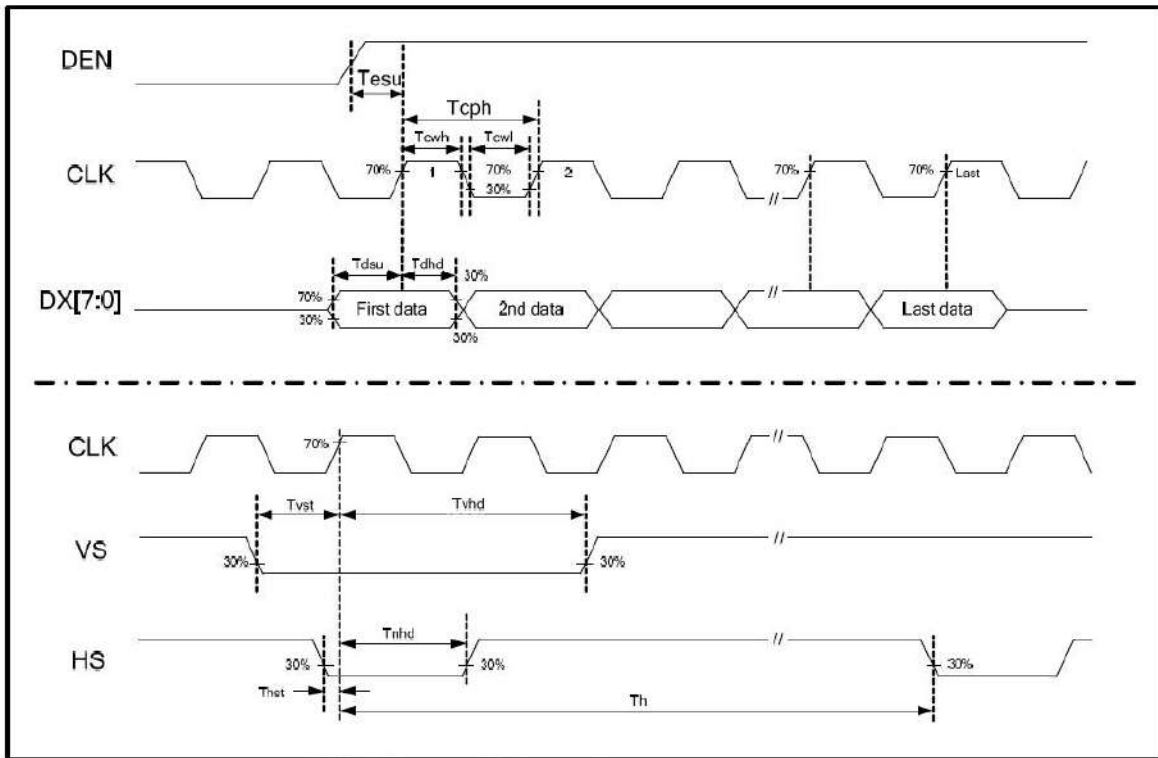 DEN
Tesu
Tcph
Tcwh
Tcwl
CLK
70%
1
70%
30%
2
70%
//
70%
Last
Tdsu
Tdhd
30%
DX[7:0]
70%
30%
First data
30%
2nd data
//
Last data
CLK
70%
//
Tvst
Tvhd
VS
30%
30%
//
HS
Thhd
30%
30%
//
30%
Thst
Th